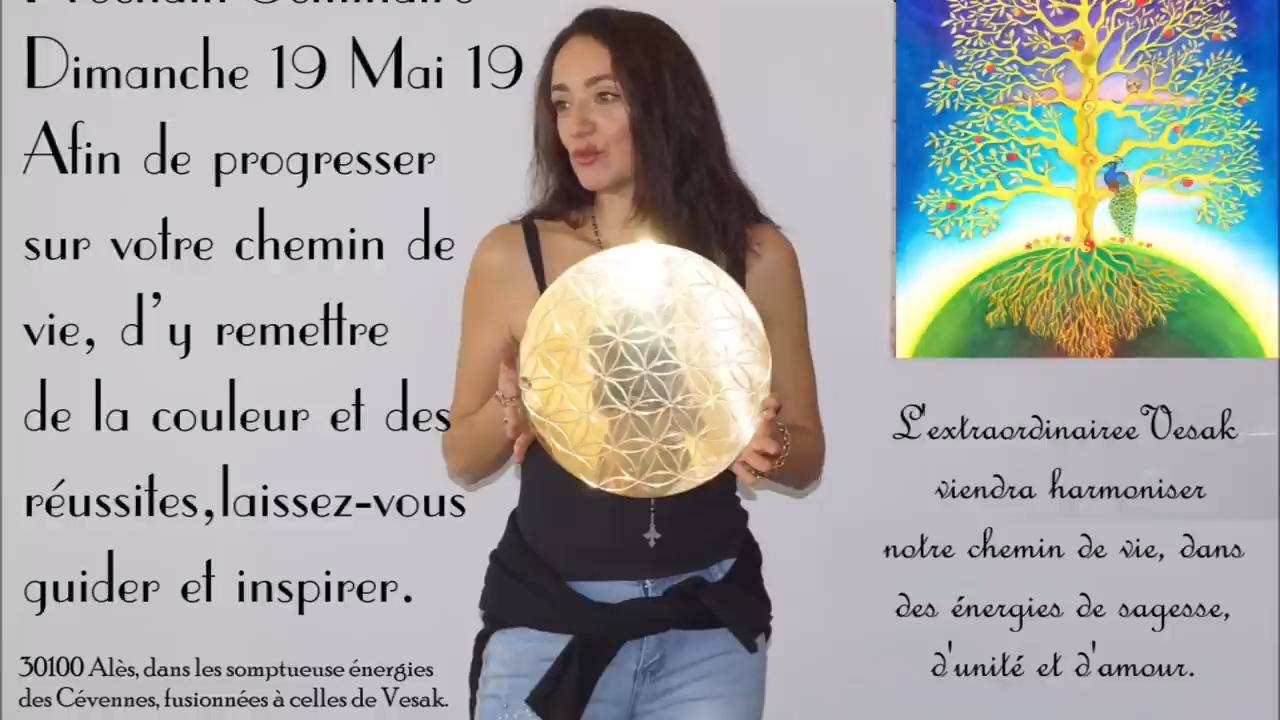 Prochain Séminaire
Dimanche 19 Mai 19
Afin de progresser
sur votre chemin de
vie, d'y remettre
de la couleur et des
réussites,laissez-vous
guider et inspirer.
30100 Alès, dans les somptueuse énergies
des Cévennes, fusionnées à celles de Vesak.
L'extraordinairee Vesak
viendra harmoniser
notre chemin de vie, dans
des énergies de sagesse,
d'unité et d'amour.